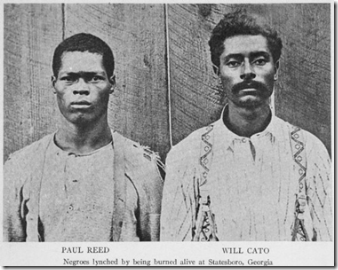 PAUL REED WILL CATO
Negroes lynched by being burned alive at Statesboro, Georgia